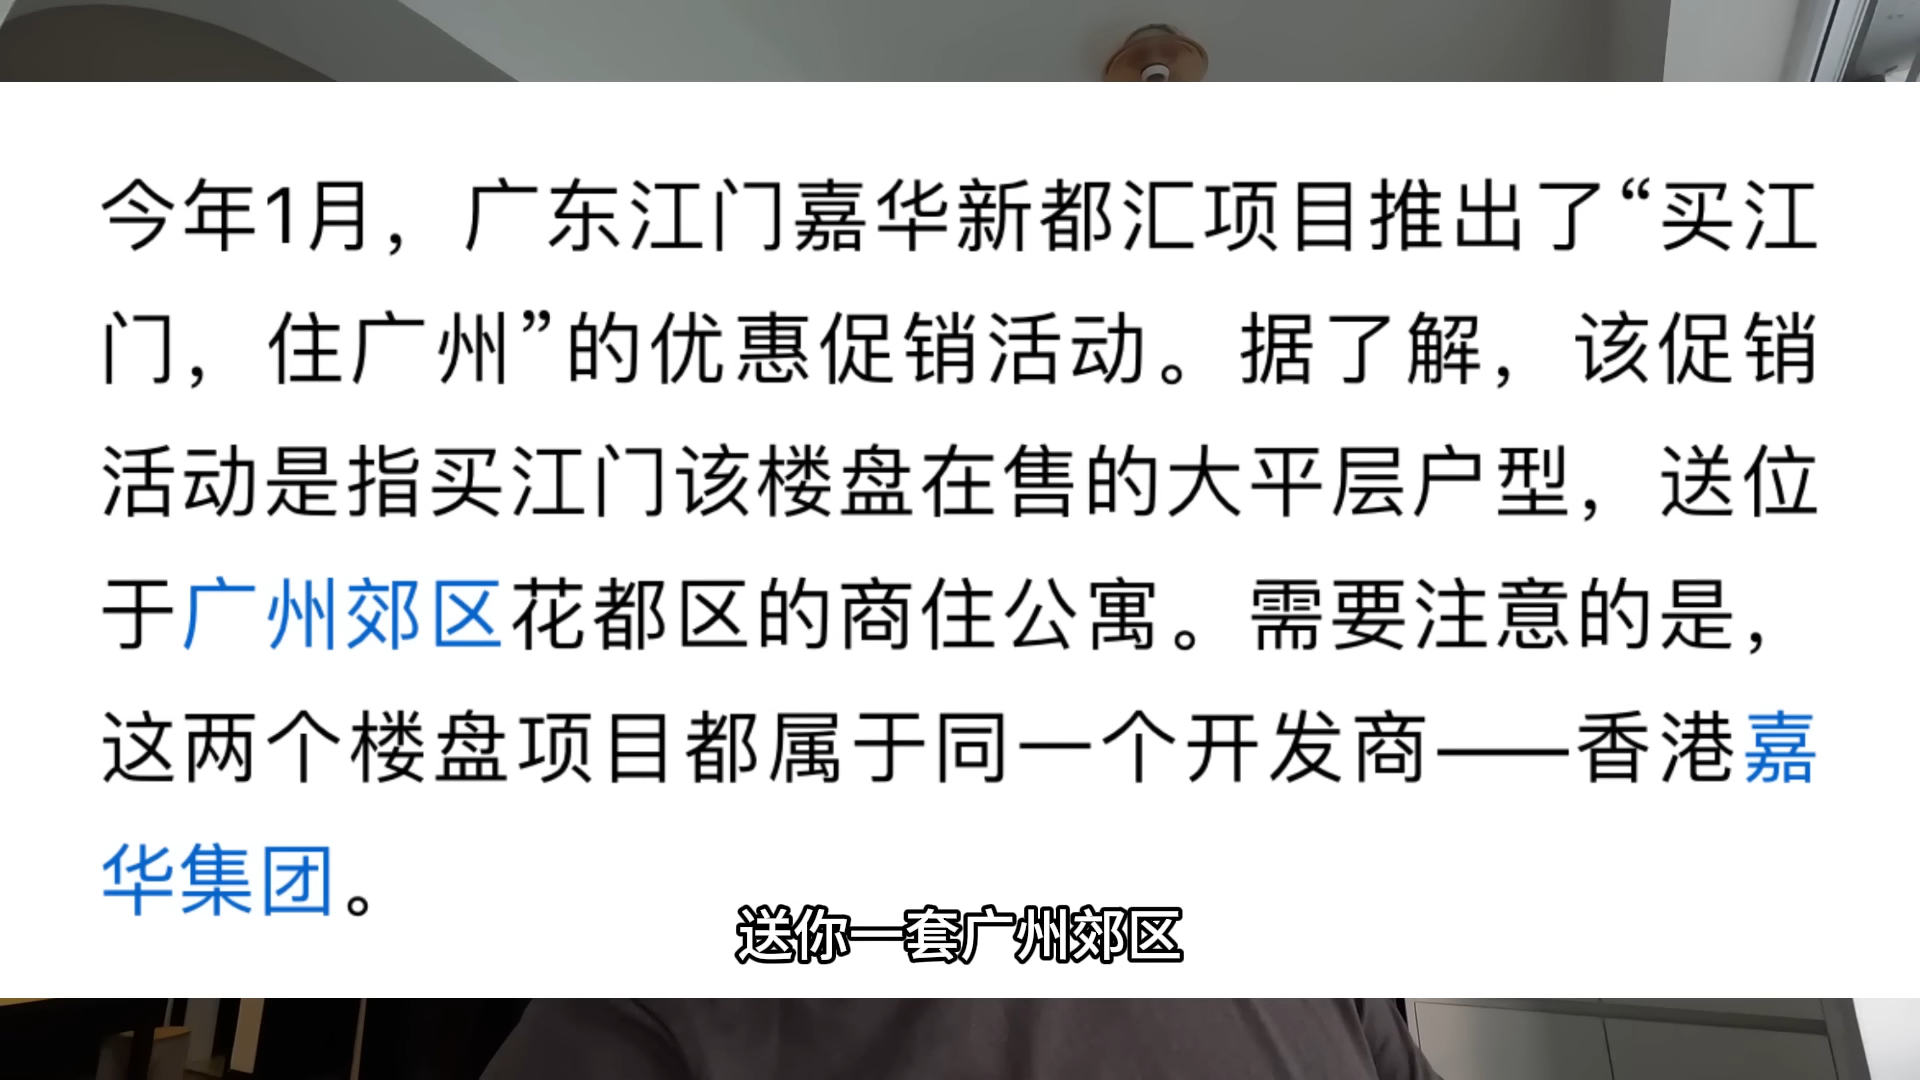 今年1月，广东江门嘉华新都汇项目推出了“买江
门，住广州”的优惠促销活动。据了解，该促销
活动是指买江门该楼盘在售的大平层户型，送位
于广州郊区花都区的商住公寓。需要注意的是，
这两个楼盘项目都属于同一个开发商——香港嘉
华集团。
送你一套广州郊区